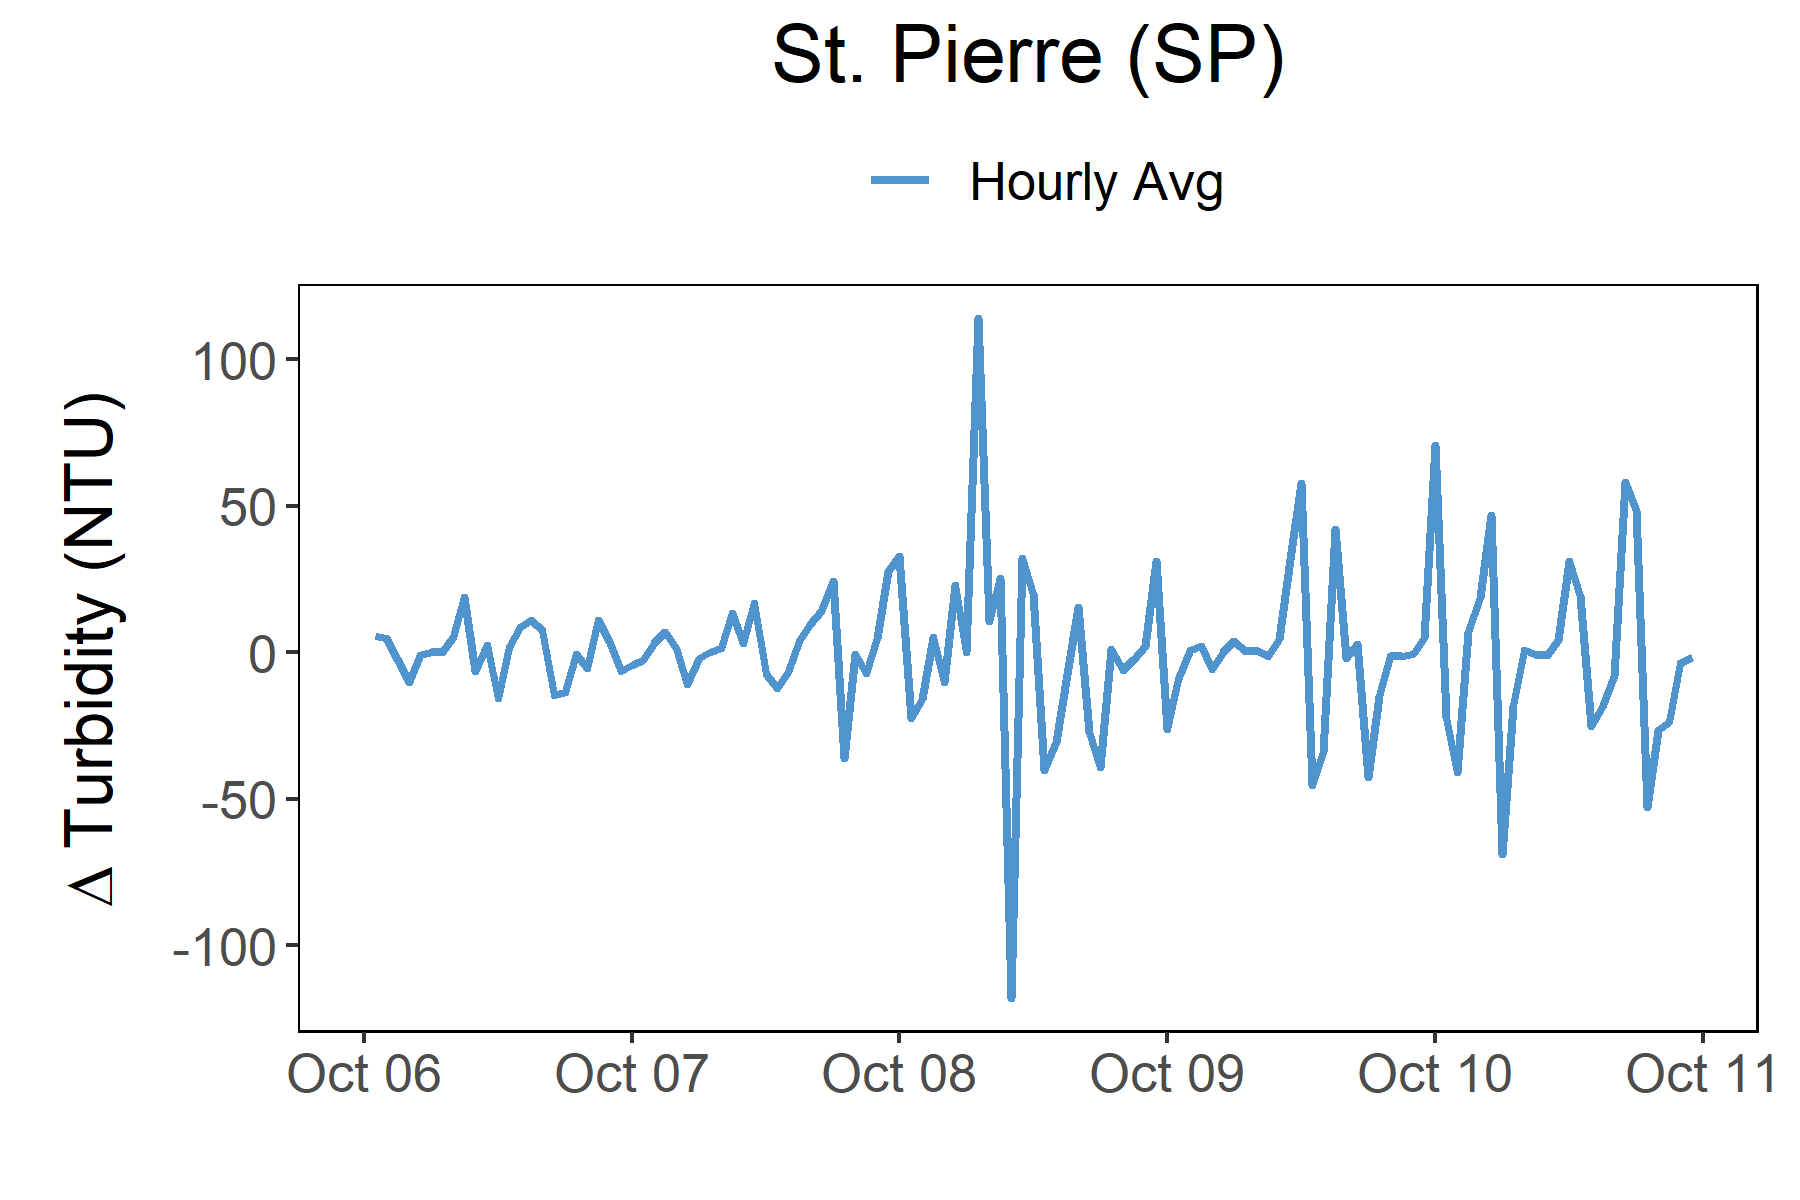 St. Pierre (SP)
Hourly Avg
Δ Turbidity (NTU)
100
50
0
-50
-100
Oct 06 Oct 07 Oct 08 Oct 09 Oct 10 Oct 11